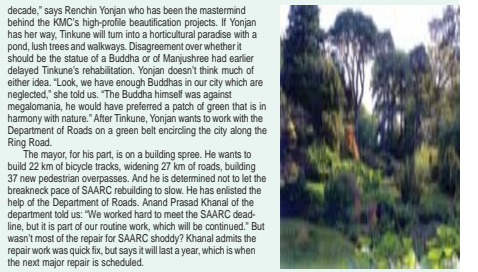 decade,” says Renchin Yonjan who has been the mastermind
behind the KMC’s high-profile beautification projects. If Yonjan
has her way, Tinkune will turn into a horticultural paradise with a
pond, lush trees and walkways. Disagreement over whether it
should be the statue of a Buddha or of Manjushree had earlier
delayed Tinkune’s rehabilitation. Yonjan doesn’t think much of
either idea. “Look, we have enough Buddhas in our city which are
neglected,” she told us. “The Buddha himself was against
megalomania, he would have preferred a patch of green that is in
harmony with nature.” After Tinkune, Yonjan wants to work with the
Department of Roads on a green belt encircling the city along the
Ring Road.
The mayor, for his part, is on a building spree. He wants to
build 22 km of bicycle tracks, widening 27 km of roads, building
37 new pedestrian overpasses. And he is determined not to let the
breakneck pace of SAARC rebuilding to slow. He has enlisted the
help of the Department of Roads. Anand Prasad Khanal of the
department told us: “We worked hard to meet the SAARC dead-
line, but it is part of our routine work, which will be continued.” But
wasn’t most of the repair for SAARC shoddy? Khanal admits the
repair work was quick fix, but says it will last a year, which is when
the next major repair is scheduled.